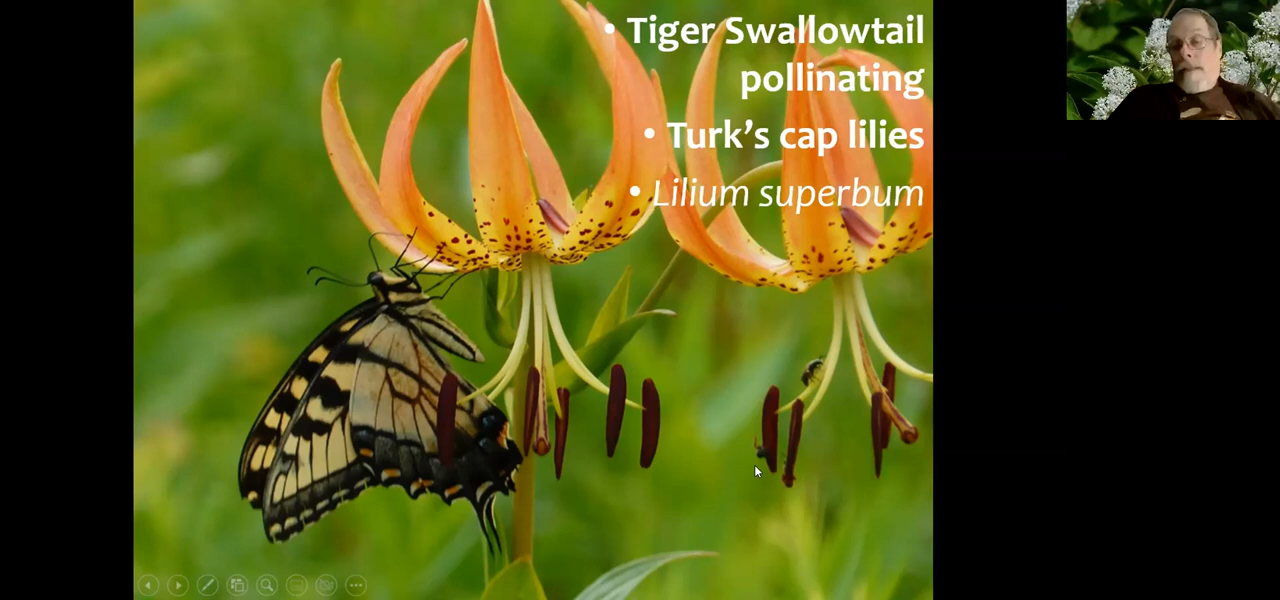 • Tiger Swallowtail
pollinating
• Turk’s cap lilies
• Lilium superbum